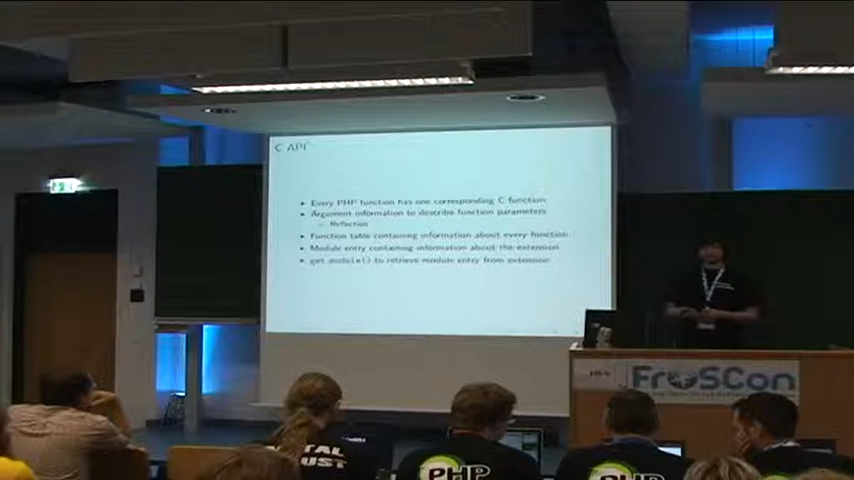 C API
Every PHP function has one corresponding C function
Argument information to describe function parameters
Reflection
Function table containing information about every function
Module entry containing information about the extension
get_module() to retrieve module entry from extension
FrOSCon
PHP
PHP